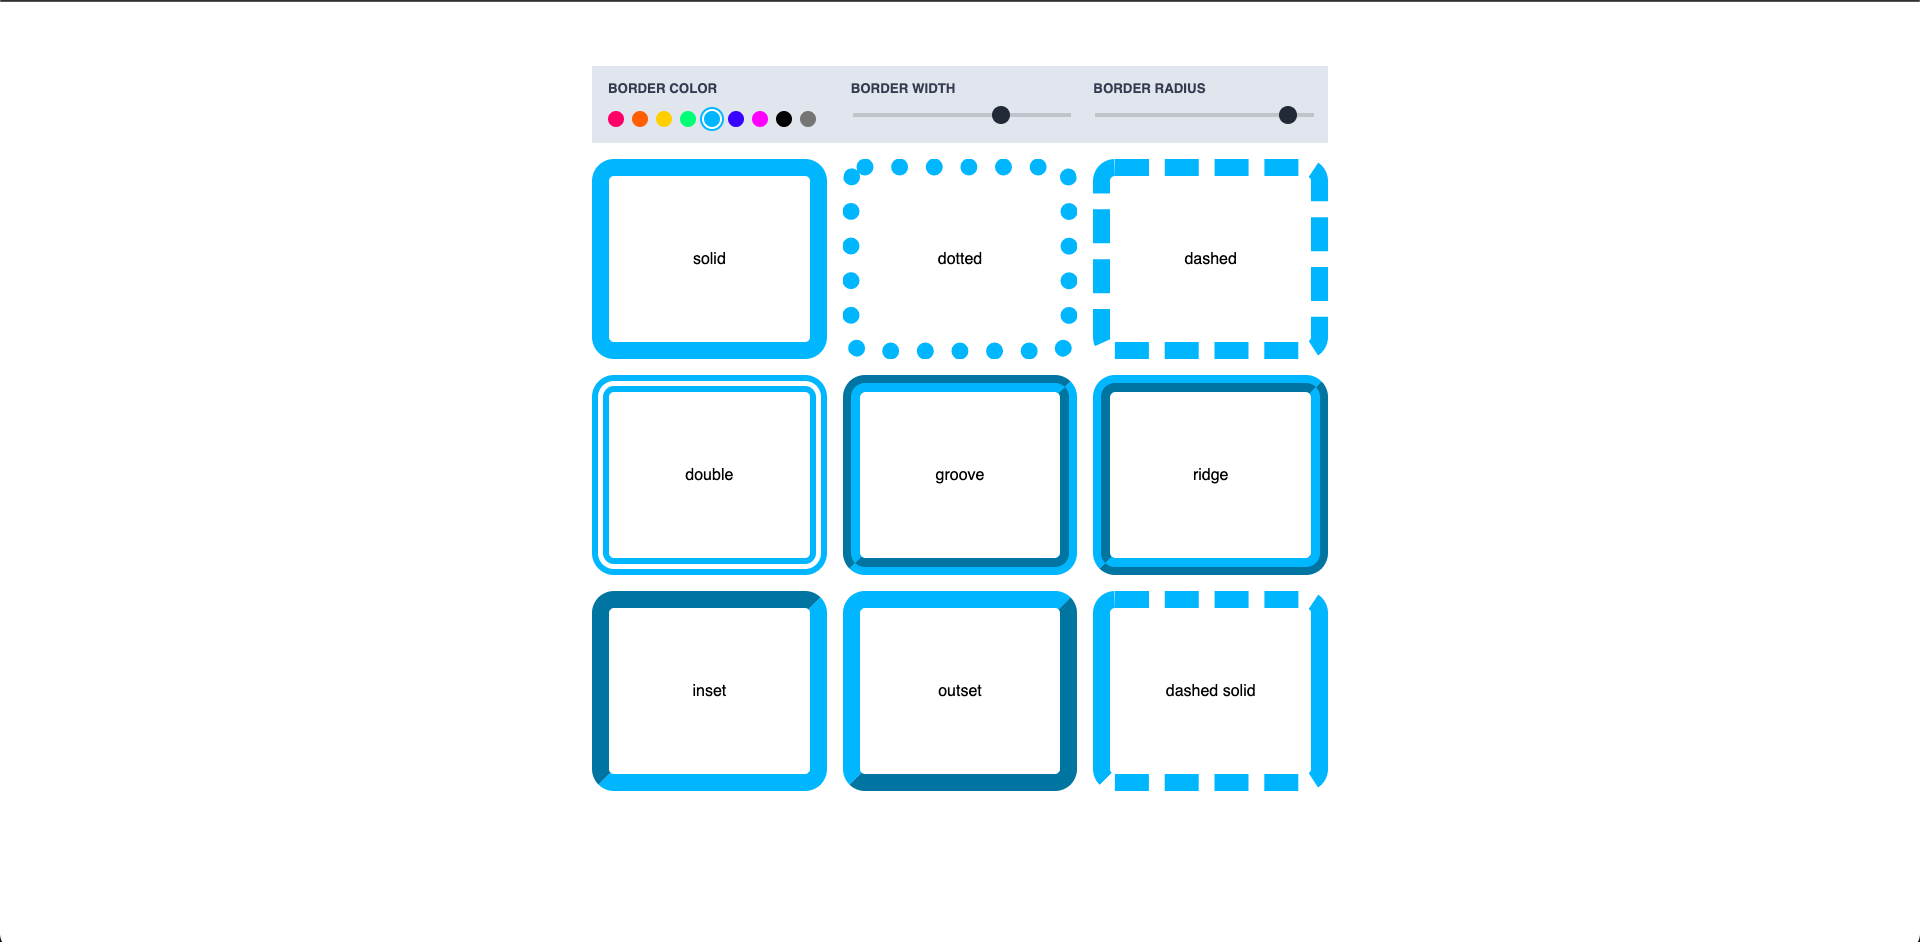 BORDER COLOR
BORDER WIDTH
BORDER RADIUS
solid
dotted
dashed
double
groove
ridge
inset
outset
dashed solid